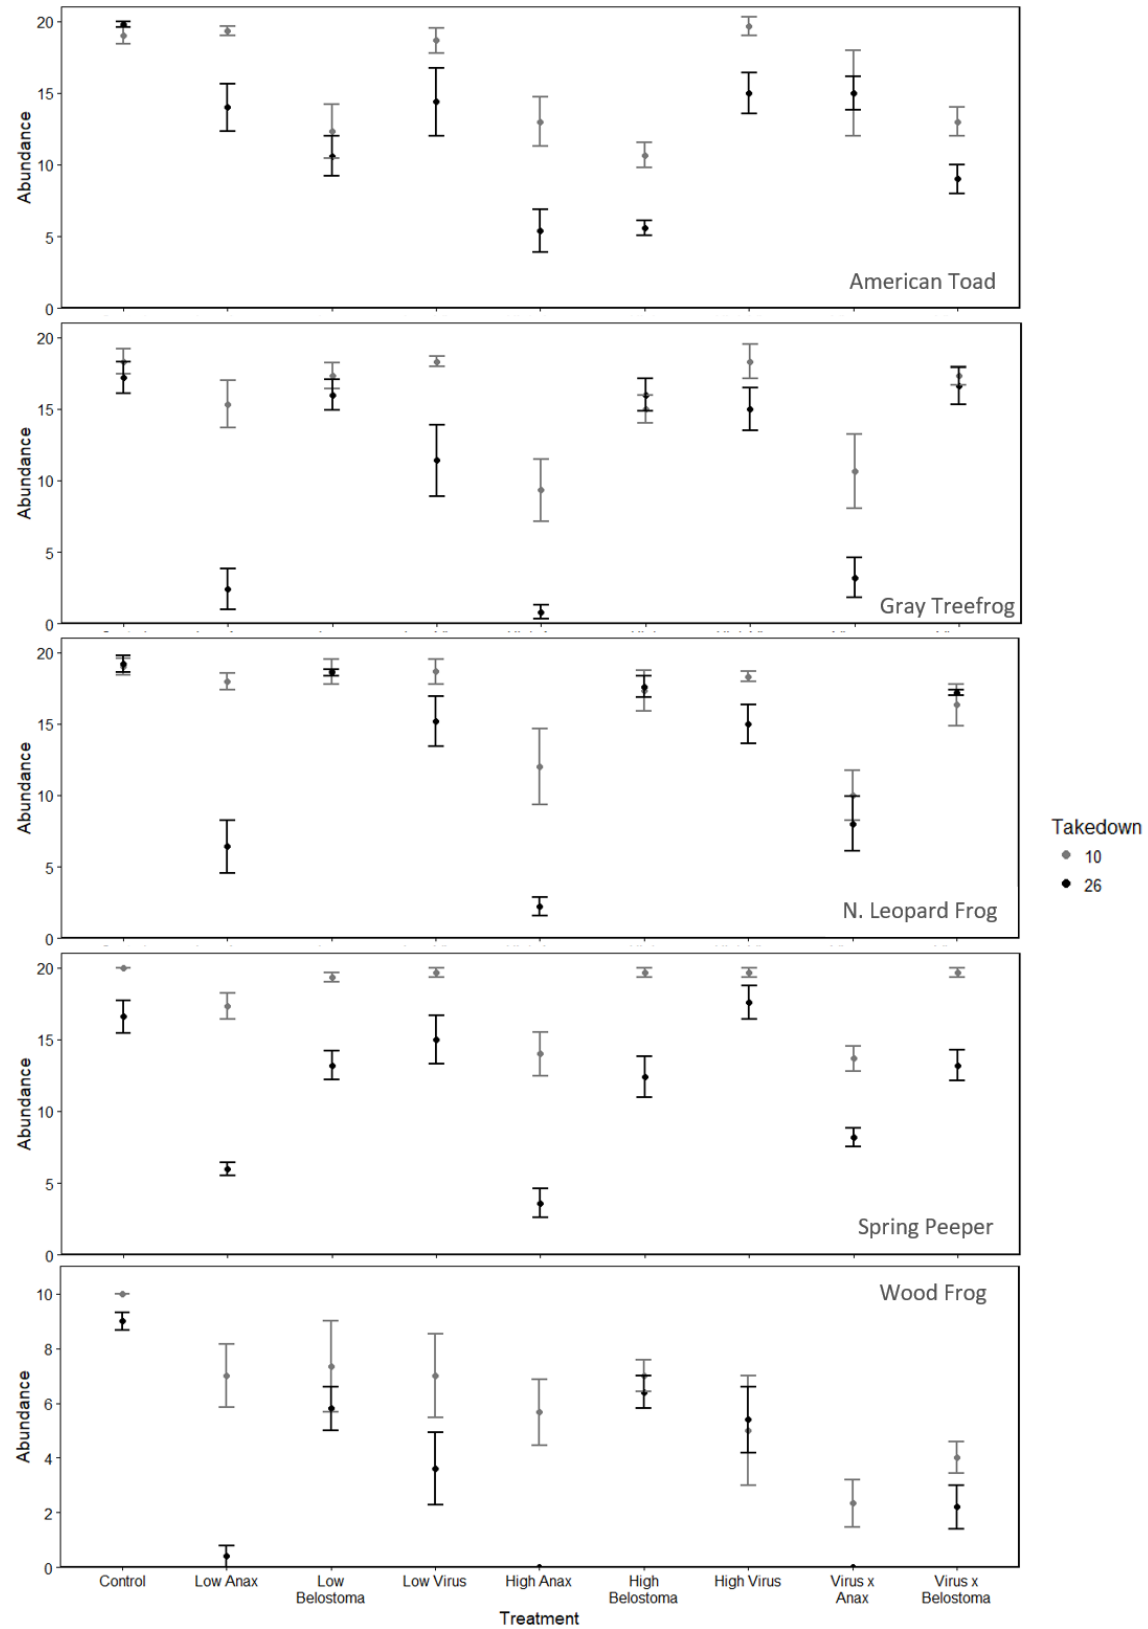 20
15
10
5
0
Abundance
American Toad
20
15
10
5
0
Abundance
Gray Treefrog
20
15
10
5
0
Abundance
N. Leopard Frog
Takedown
10
26
20
15
10
5
0
Abundance
Spring Peeper
10
8
6
4
2
0
Abundance
Wood Frog
Control Low Anax Low Belostoma Low Virus High Anax High Belostoma High Virus Virus x Anax Virus x Belostoma
Treatment